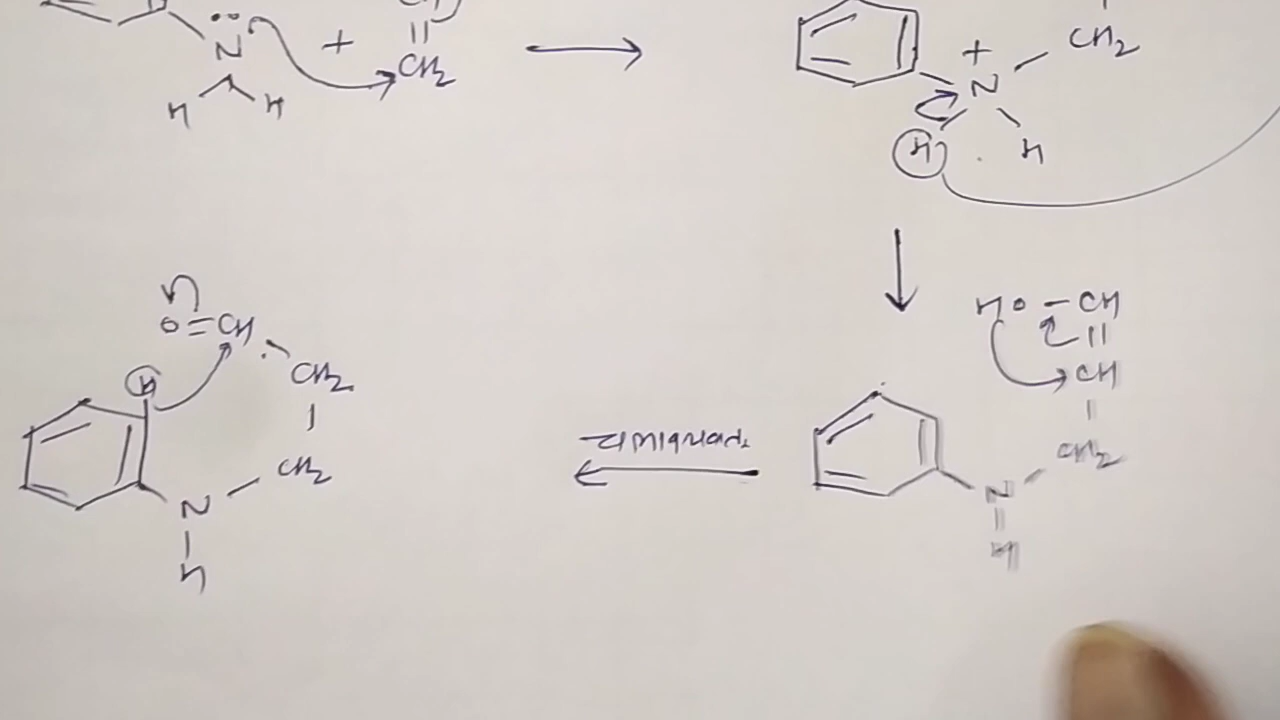 N + CH2
H H
+ CH2
N
H H
HO - CH
O = CH CH
H CH2
CH2 CH2
N N
H H